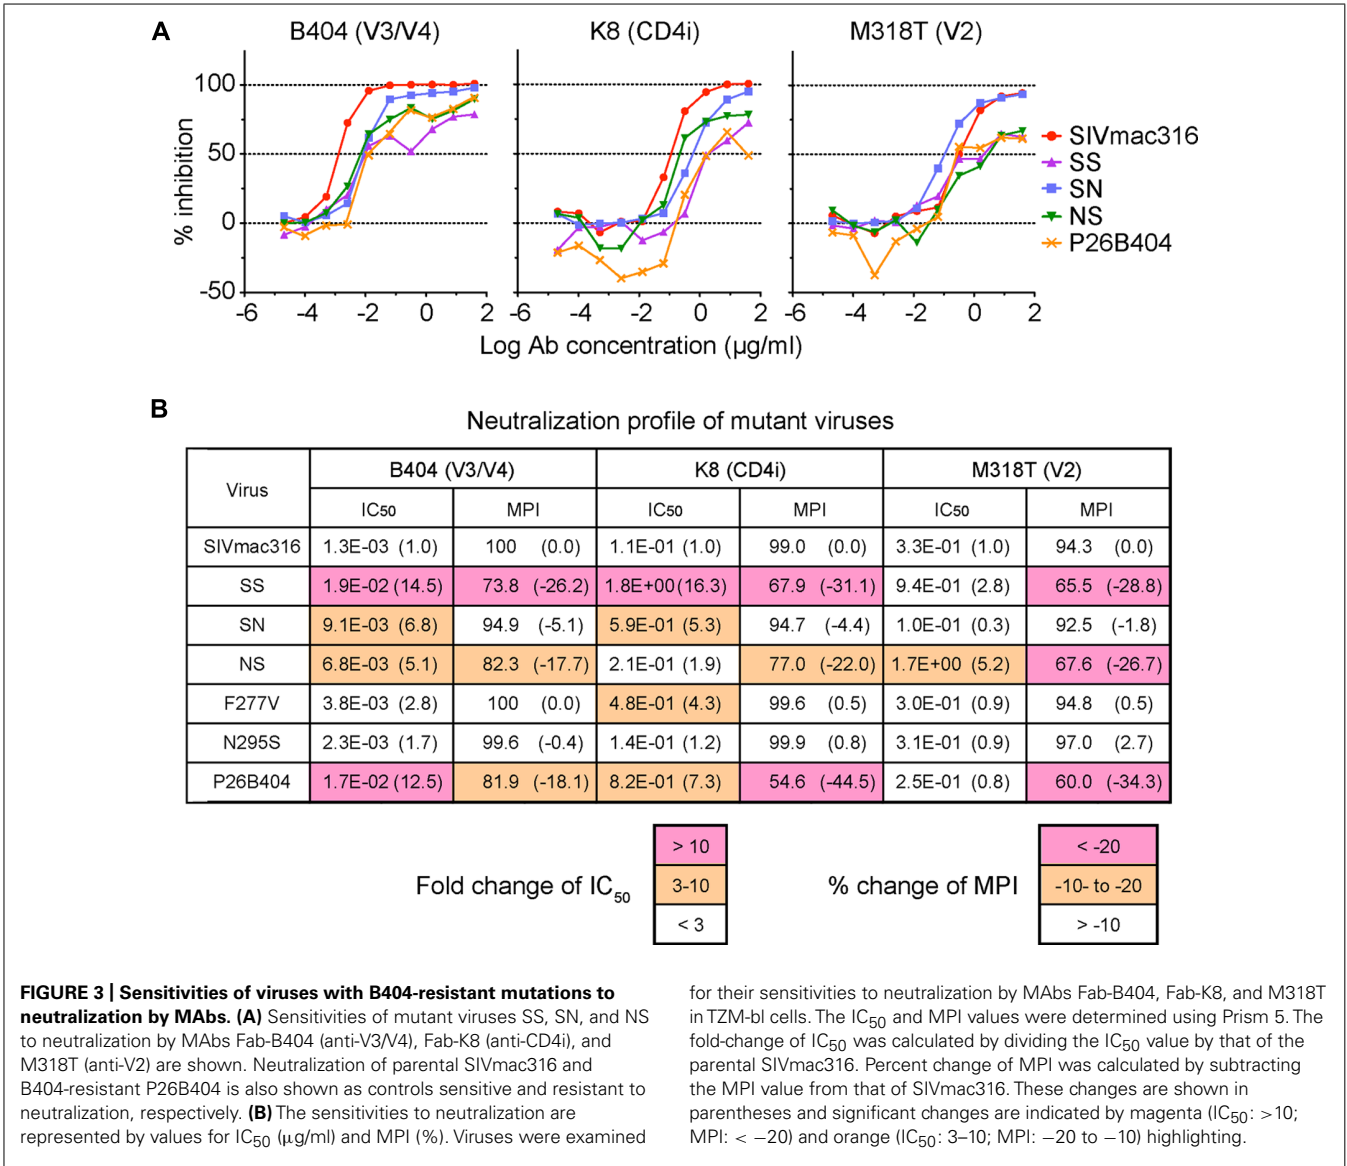 A
B404 (V3/V4)
K8 (CD4i)
M318T (V2)
% inhibition
100
50
0
-50
-6 -4 -2 0 2
-6 -4 -2 0 2
-6 -4 -2 0 2
Log Ab concentration (µg/ml)
SIVmac316
SS
SN
NS
P26B404
B
Neutralization profile of mutant viruses
Virus B404 (V3/V4) K8 (CD4i) M318T (V2)
IC50 MPI IC50 MPI IC50 MPI
SIVmac316 1.3E-03 (1.0) 100 (0.0) 1.1E-01 (1.0) 99.0 (0.0) 3.3E-01 (1.0) 94.3 (0.0)
SS 1.9E-02 (14.5) 73.8 (-26.2) 1.8E+00 (16.3) 67.9 (-31.1) 9.4E-01 (2.8) 65.5 (-28.8)
SN 9.1E-03 (6.8) 94.9 (-5.1) 5.9E-01 (5.3) 94.7 (-4.4) 1.0E-01 (0.3) 92.5 (-1.8)
NS 6.8E-03 (5.1) 82.3 (-17.7) 2.1E-01 (1.9) 77.0 (-22.0) 1.7E+00 (5.2) 67.6 (-26.7)
F277V 3.8E-03 (2.8) 100 (0.0) 4.8E-01 (4.3) 99.6 (0.5) 3.0E-01 (0.9) 94.8 (0.5)
N295S 2.3E-03 (1.7) 99.6 (-0.4) 1.4E-01 (1.2) 99.9 (0.8) 3.1E-01 (0.9) 97.0 (2.7)
P26B404 1.7E-02 (12.5) 81.9 (-18.1) 8.2E-01 (7.3) 54.6 (-44.5) 2.5E-01 (0.8) 60.0 (-34.3)
Fold change of IC50
> 10
3-10
< 3
% change of MPI
< -20
-10- to -20
> -10
FIGURE 3 | Sensitivities of viruses with B404-resistant mutations to
neutralization by MAbs. (A) Sensitivities of mutant viruses SS, SN, and NS
to neutralization by MAbs Fab-B404 (anti-V3/V4), Fab-K8 (anti-CD4i), and
M318T (anti-V2) are shown. Neutralization of parental SIVmac316 and
B404-resistant P26B404 is also shown as controls sensitive and resistant to
neutralization, respectively. (B) The sensitivities to neutralization are
represented by values for IC50 (μg/ml) and MPI (%). Viruses were examined
for their sensitivities to neutralization by MAbs Fab-B404, Fab-K8, and M318T
in TZM-bl cells. The IC50 and MPI values were determined using Prism 5. The
fold-change of IC50 was calculated by dividing the IC50 value by that of the
parental SIVmac316. Percent change of MPI was calculated by subtracting
the MPI value from that of SIVmac316. These changes are shown in
parentheses and significant changes are indicated by magenta (IC50: >10;
MPI: < −20) and orange (IC50: 3–10; MPI: −20 to −10) highlighting.